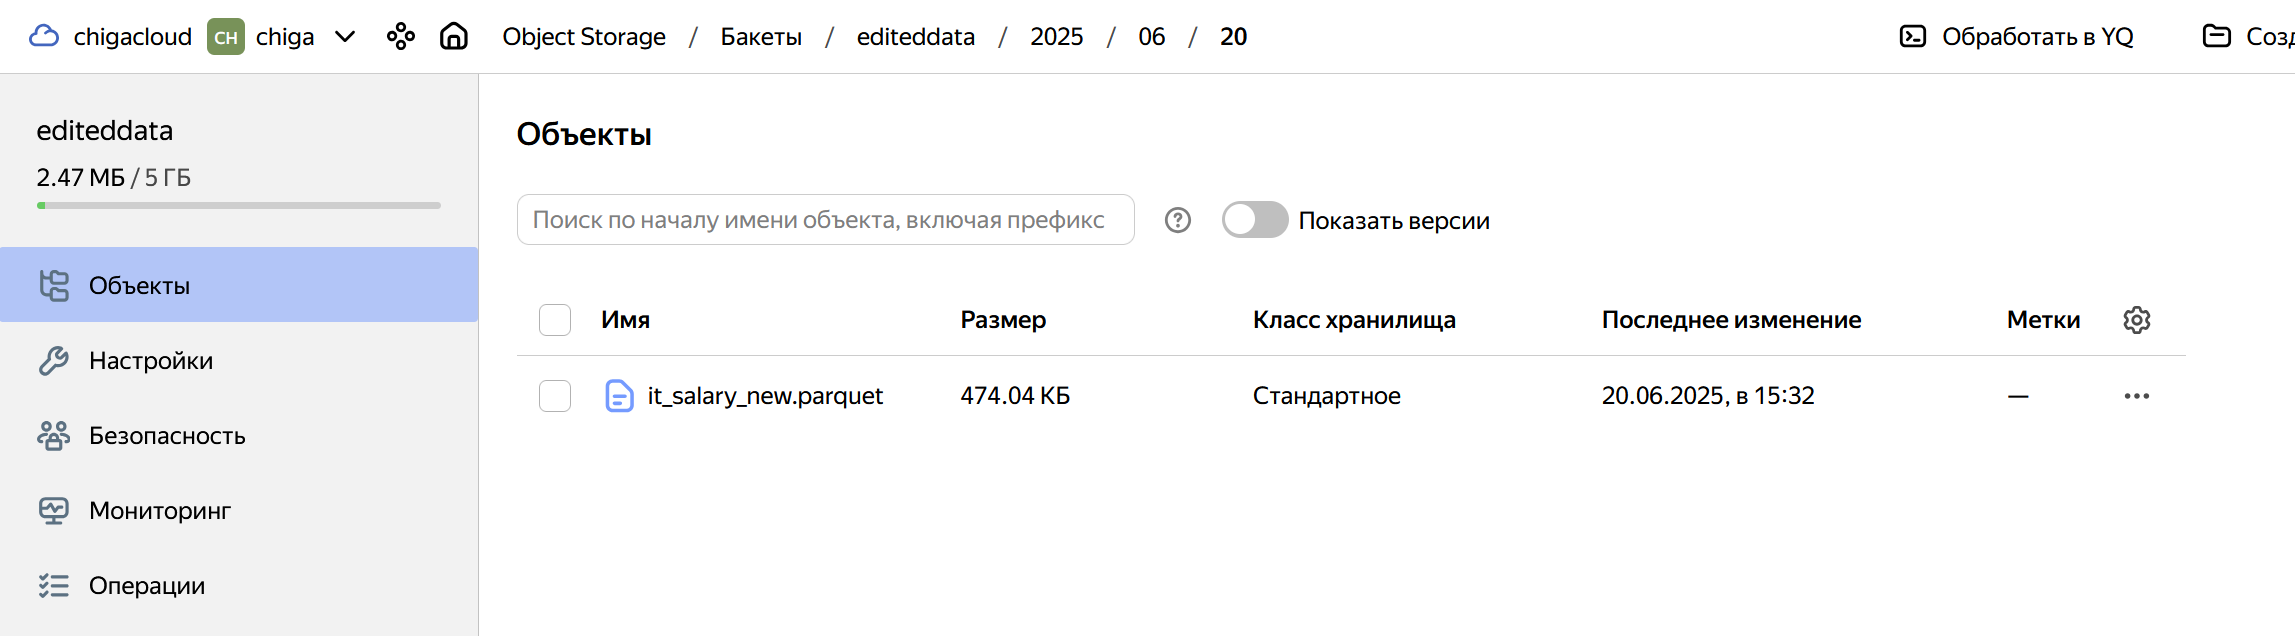 chigacloud CH chiga Object Storage / Бакеты / editeddata / 2025 / 06 / 20 Обработать в YQ Созд
editeddata
2.47 МБ / 5 ГБ
Объекты
Настройки
Безопасность
Мониторинг
Операции
Объекты
Поиск по началу имени объекта, включая префикс ? Показать версии
Имя Размер Класс хранилища Последнее изменение Метки
it_salary_new.parquet 474.04 КБ Стандартное 20.06.2025, в 15:32 —